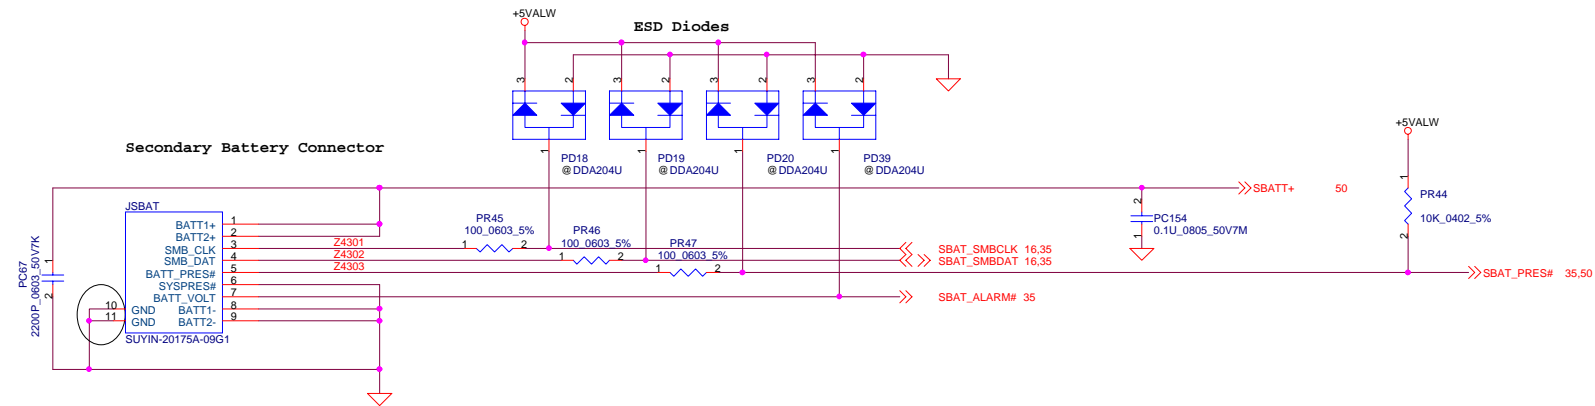 +5VALW
ESD Diodes
3 2 3 2 3 2 3 2
1 1 1 1
PD18
@DDA204U
PD19
@DDA204U
PD20
@DDA204U
PD39
@DDA204U
+5VALW
Secondary Battery Connector
SBATT+ 50
1
PR44
10K_0402_5%
2
2
PC154
0.1U_0805_50V7M
1
JSBAT
BATT1+ 1
BATT2+ 2
SMB_CLK 3
SMB_DAT 4
BATT_PRES# 5
SYSPRES# 6
BATT_VOLT 7
10 GND BATT1- 8
11 GND BATT2- 9
SUYIN-20175A-09G1
PC67
2200P_0603_50V7K
1
2
Z4301
Z4302
Z4303
PR45
100_0603_5%
1 2
PR46
100_0603_5%
1 2
PR47
100_0603_5%
1 2
SBAT_SMBCLK 16,35
SBAT_SMBDAT 16,35
SBAT_PRES# 35,50
SBAT_ALARM# 35